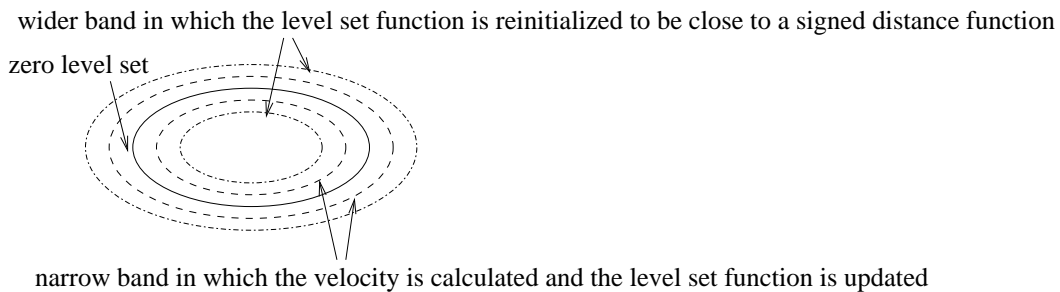 wider band in which the level set function is reinitialized to be close to a signed distance function
zero level set
narrow band in which the velocity is calculated and the level set function is updated